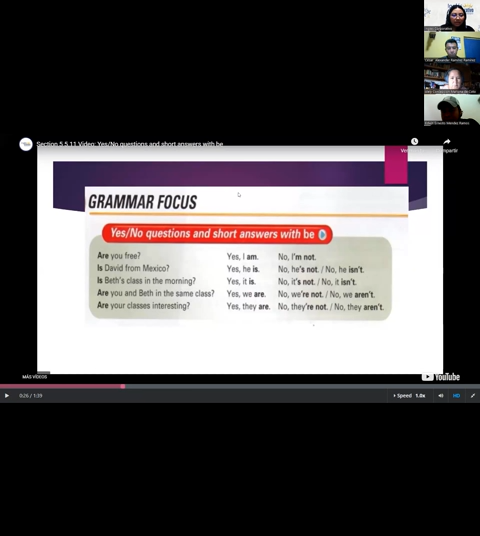 Section 5.5.11 Video: Yes/No questions and short answers with be
GRAMMAR FOCUS
Yes/No questions and short answers with be
Are you free? Yes, I am. No, I'm not.
Is David from Mexico? Yes, he is. No, he's not. / No, he isn't.
Is Beth's class in the morning? Yes, it is. No, it's not. / No, it isn't.
Are you and Beth in the same class? Yes, we are. No, we're not. / No, we aren't.
Are your classes interesting? Yes, they are. No, they're not. / No, they aren't.
MÁS VÍDEOS
YouTube
0:26 / 1:39
Speed 1.0x
HD